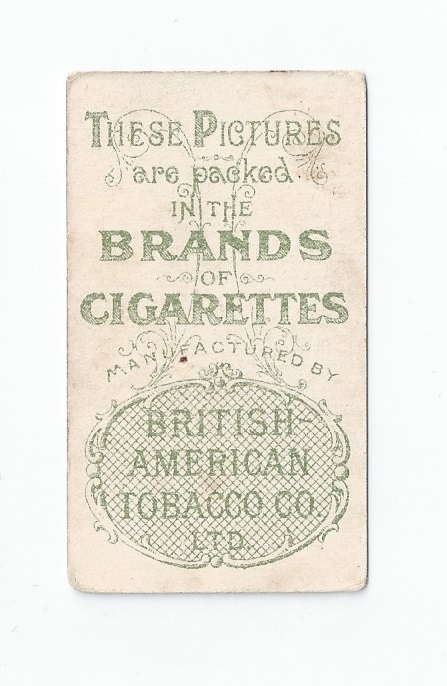 THESE PICTURES
are packed
IN THE
BRANDS
OF
CIGARETTES
MANUFACTURED BY
BRITISH-
AMERICAN
TOBACCO CO.
LTD.